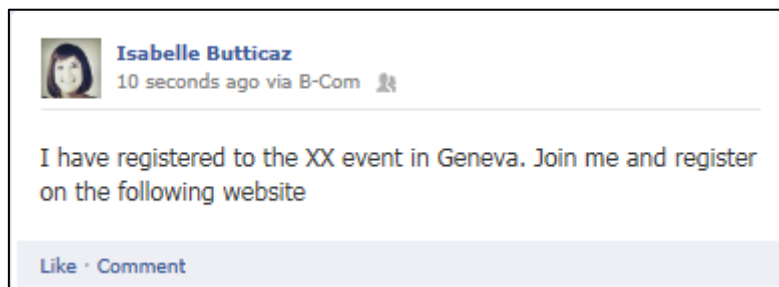 Isabelle Butticaz
10 seconds ago via B-Com
I have registered to the XX event in Geneva. Join me and register
on the following website
Like · Comment